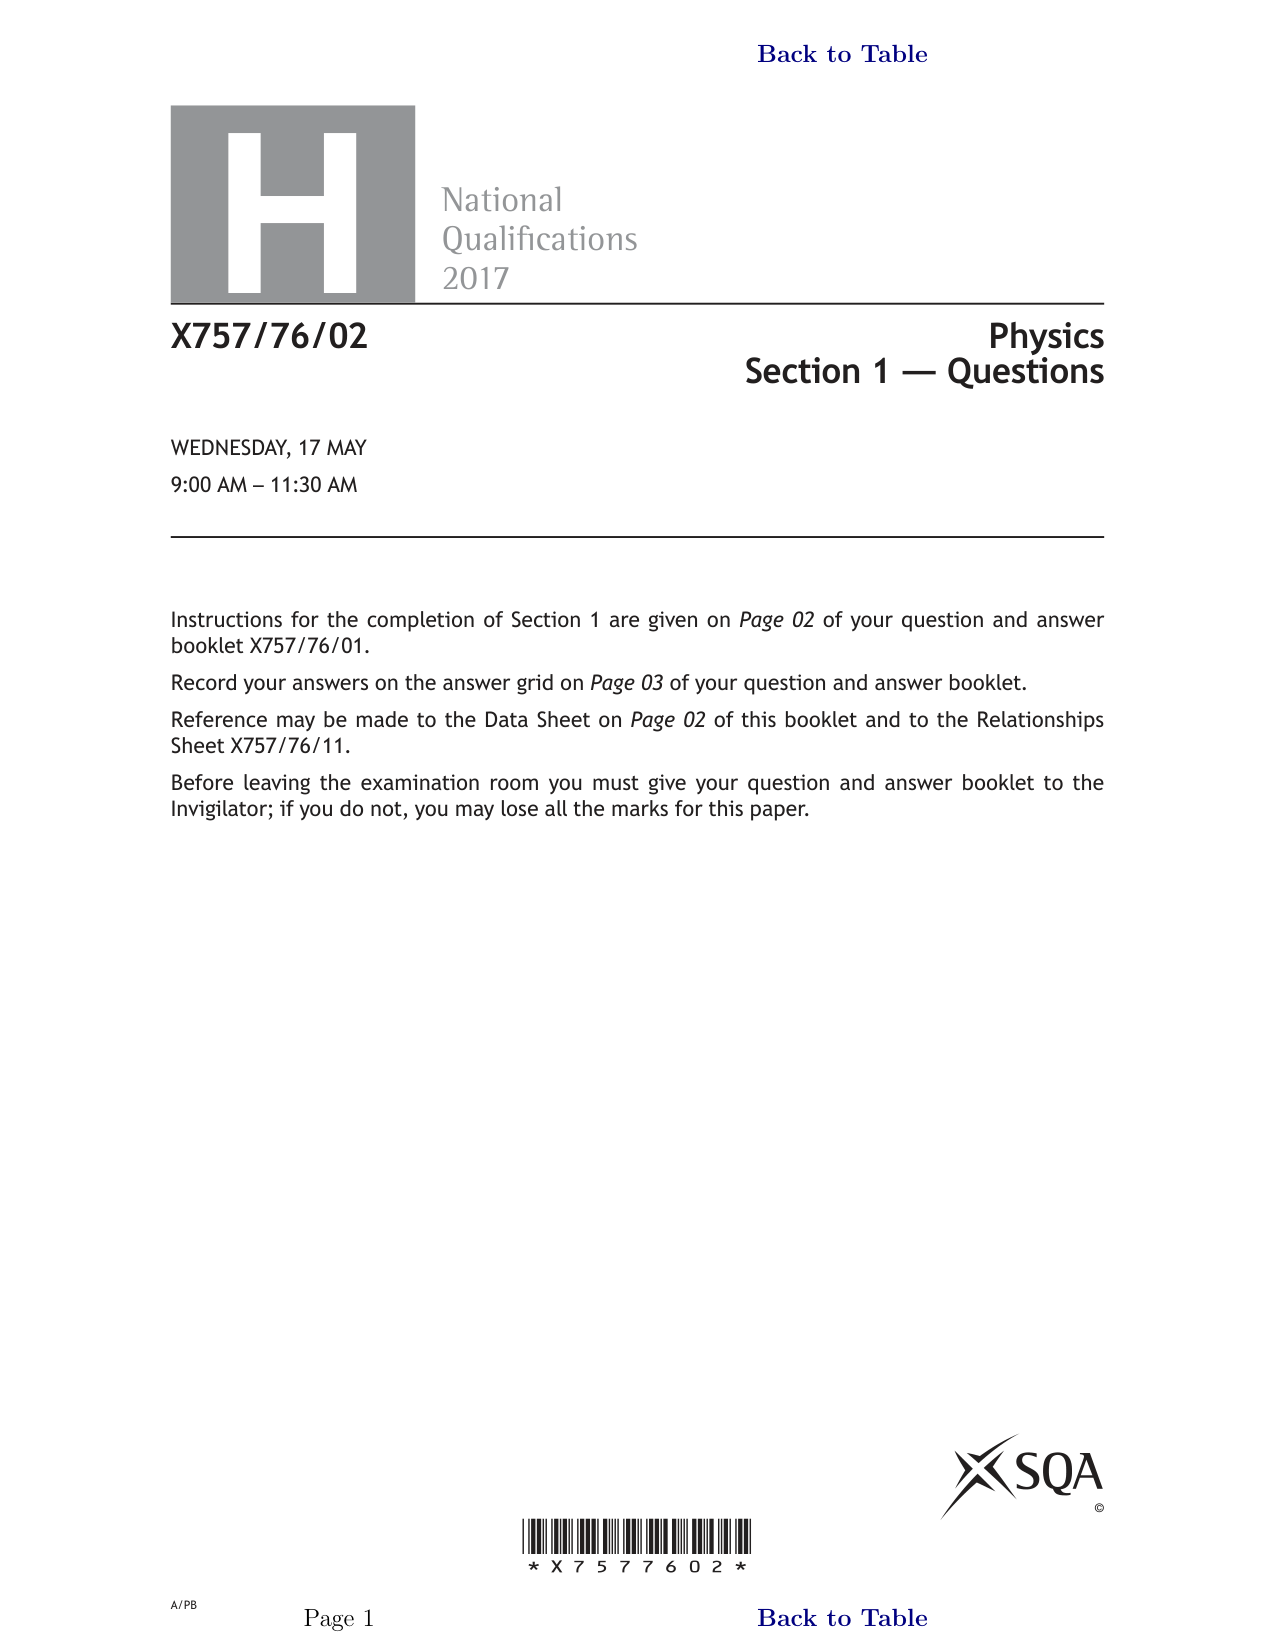 Back to Table
H
National
Qualifications
2017
X757/76/02
Physics
Section 1 — Questions
WEDNESDAY, 17 MAY
9:00 AM – 11:30 AM
Instructions for the completion of Section 1 are given on Page 02 of your question and answer
booklet X757/76/01.
Record your answers on the answer grid on Page 03 of your question and answer booklet.
Reference may be made to the Data Sheet on Page 02 of this booklet and to the Relationships
Sheet X757/76/11.
Before leaving the examination room you must give your question and answer booklet to the
Invigilator; if you do not, you may lose all the marks for this paper.
SQA
©
*X7577602*
A/PB
Page 1
Back to Table